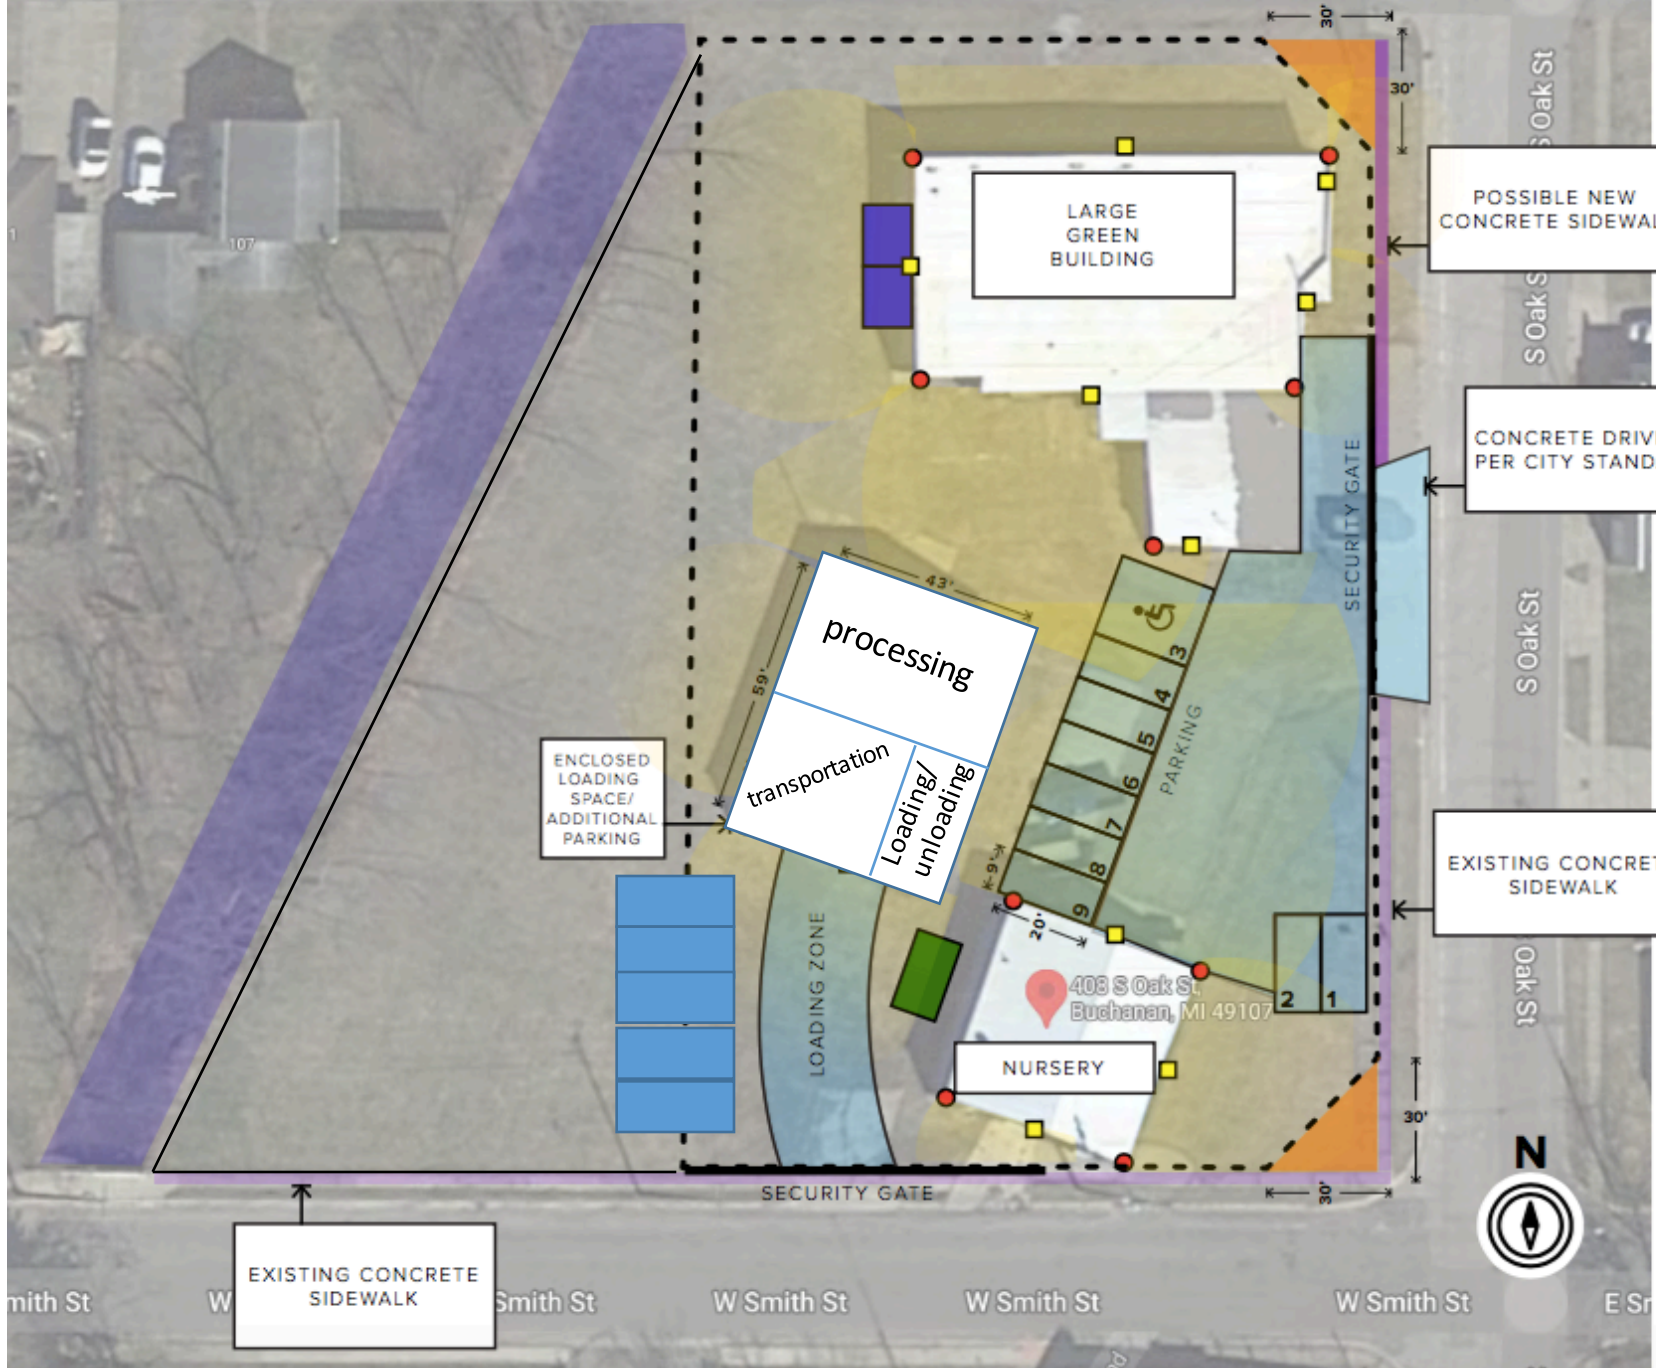 30'
30'
S Oak St
LARGE
GREEN
BUILDING
POSSIBLE NEW
CONCRETE SIDEWAL
107
1
S Oak S
CONCRETE DRIV
PER CITY STAND
SECURITY GATE
43'
processing
59'
3
4
5
6
7
8
9
PARKING
S Oak St
ENCLOSED
LOADING
SPACE/
ADDITIONAL
PARKING
transportation
Loading/
unloading
9'
20'
EXISTING CONCRET
SIDEWALK
LOADING ZONE
408 S Oak St,
Buchanan, MI 49107
2
1
Oak St
NURSERY
30'
30'
N
SECURITY GATE
EXISTING CONCRETE
SIDEWALK
mith St
W
Smith St
W Smith St
W Smith St
W Smith St
E Sm